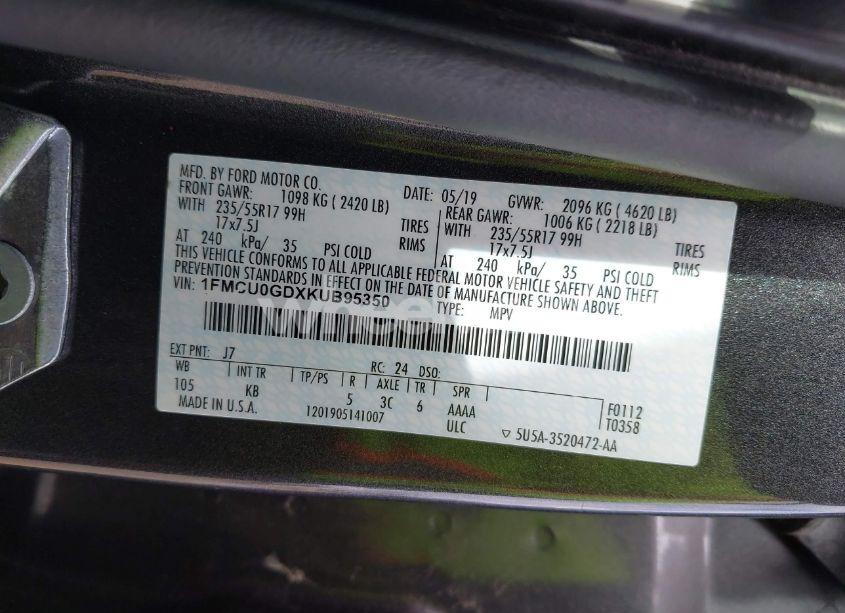 MFD. BY FORD MOTOR CO.
DATE: 05/19 GVWR: 2096 KG ( 4620 LB)
FRONT GAWR: 1098 KG ( 2420 LB)
WITH 235/55R17 99H TIRES
17x7.5J RIMS
AT 240 kPa/ 35 PSI COLD
REAR GAWR: 1006 KG ( 2218 LB)
WITH 235/55R17 99H TIRES
17x7.5J RIMS
AT 240 kPa/ 35 PSI COLD
THIS VEHICLE CONFORMS TO ALL APPLICABLE FEDERAL MOTOR VEHICLE SAFETY AND THEFT
PREVENTION STANDARDS IN EFFECT ON THE DATE OF MANUFACTURE SHOWN ABOVE.
VIN: 1FMCU0GDXKUB95350
TYPE: MPV
EXT PNT: J7 RC: 24 DSO:
WB INT TR TP/PS R AXLE TR SPR
105 KB 5 3C 6 AAAA
ULC
F0112
T0358
MADE IN U.S.A. 1201905141007
▽ 5U5A-3520472-AA